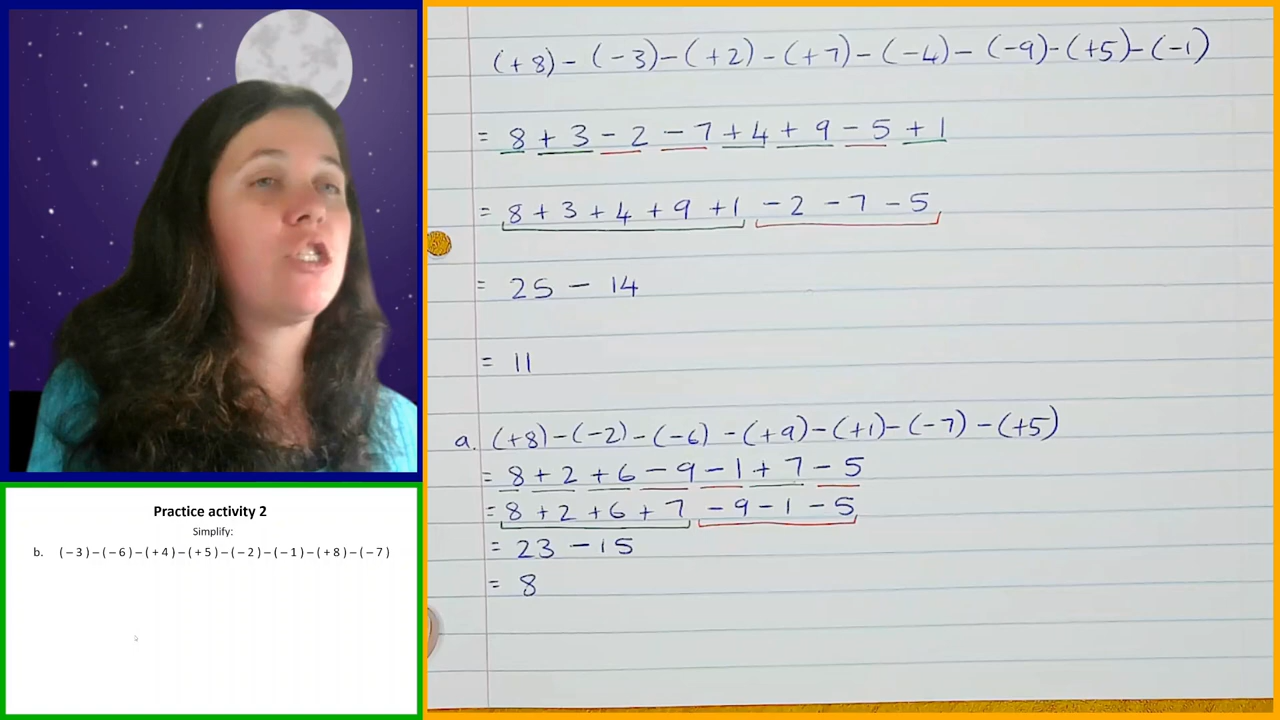 (+8) - (-3) - (+2) - (+7) - (-4) - (-9) - (+5) - (-1)
= 8 + 3 - 2 - 7 + 4 + 9 - 5 + 1
= 8 + 3 + 4 + 9 + 1 - 2 - 7 - 5
= 25 - 14
= 11
a. (+8) - (-2) - (-6) - (+9) - (+1) - (-7) - (+5)
= 8 + 2 + 6 - 9 - 1 + 7 - 5
= 8 + 2 + 6 + 7 - 9 - 1 - 5
= 23 - 15
= 8
Practice activity 2
Simplify:
b. ( – 3 ) – ( – 6 ) – ( + 4 ) – ( + 5 ) – ( – 2 ) – ( – 1 ) – ( + 8 ) – ( – 7 )